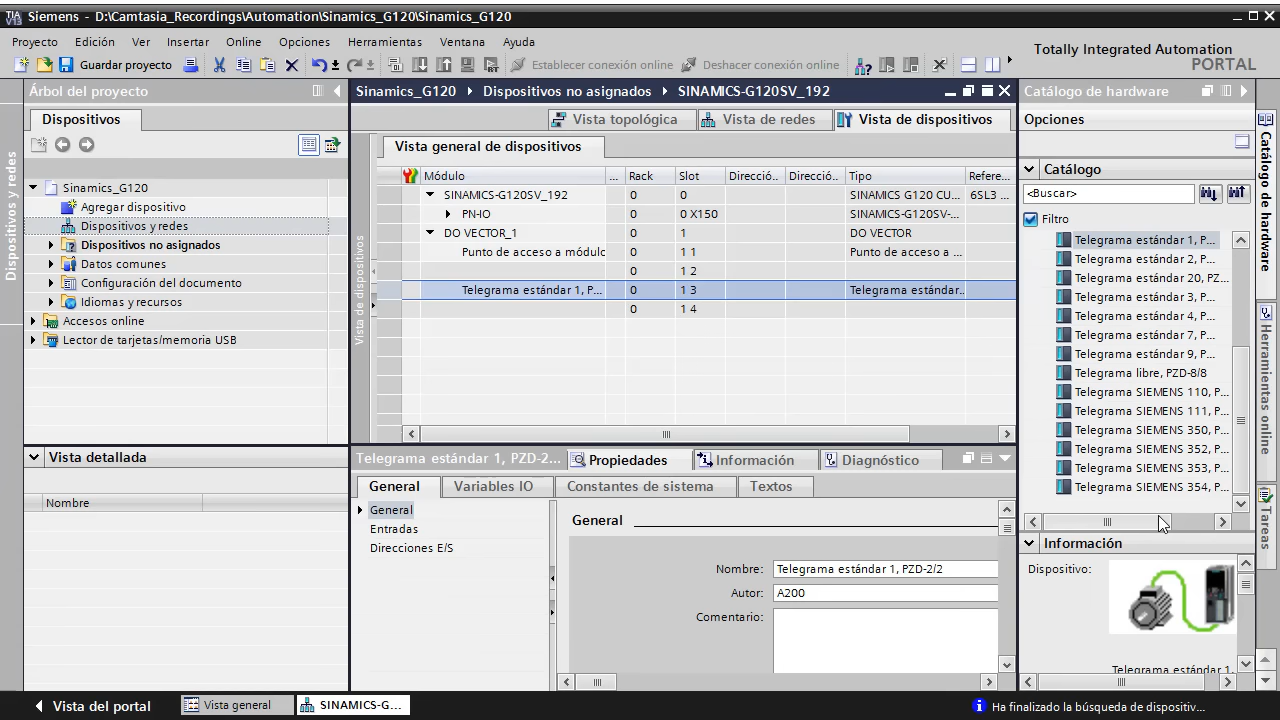 Siemens - D:\Camtasia_Recordings\Automation\Sinamics_G120\Sinamics_G120
Proyecto Edición Ver Insertar Online Opciones Herramientas Ventana Ayuda
Totally Integrated Automation
PORTAL
Guardar proyecto Establecer conexión online Deshacer conexión online
Árbol del proyecto
Dispositivos
Dispositivos y redes
Sinamics_G120
Agregar dispositivo
Dispositivos y redes
Dispositivos no asignados
Datos comunes
Configuración del documento
Idiomas y recursos
Accesos online
Lector de tarjetas/memoria USB
Vista detallada
Nombre
Sinamics_G120 Dispositivos no asignados SINAMICS-G120SV_192
Vista topológica Vista de redes Vista de dispositivos
Vista general de dispositivos
Vista de dispositivos
Módulo ... Rack Slot Direcció... Direcció... Tipo Refere...
SINAMICS-G120SV_192 0 0 SINAMICS G120 CU... 6SL3 ...
PN-IO 0 0 X150 SINAMICS-G120SV-...
DO VECTOR_1 0 1 DO VECTOR
Punto de acceso a módulo 0 1 1 Punto de acceso a ...
0 1 2
Telegrama estándar 1, P... 0 1 3 Telegrama estándar...
0 1 4
Telegrama estándar 1, PZD-2... Propiedades Información Diagnóstico
General Variables IO Constantes de sistema Textos
General
Entradas
Direcciones E/S
General
Nombre: Telegrama estándar 1, PZD-2/2
Autor: A200
Comentario:
Catálogo de hardware
Opciones
Catálogo
<Buscar>
Filtro
Telegrama estándar 1, P...
Telegrama estándar 2, P...
Telegrama estándar 20, PZ
Telegrama estándar 3, P...
Telegrama estándar 4, P...
Telegrama estándar 7, P...
Telegrama estándar 9, P...
Telegrama libre, PZD-8/8
Telegrama SIEMENS 110, P...
Telegrama SIEMENS 111, P...
Telegrama SIEMENS 350, P...
Telegrama SIEMENS 352, P...
Telegrama SIEMENS 353, P...
Telegrama SIEMENS 354, P...
Información
Dispositivo:
Telegrama estándar 1,
Catálogo de hardware
Herramientas online
Tareas
Vista del portal Vista general SINAMICS-G... Ha finalizado la búsqueda de dispositiv...